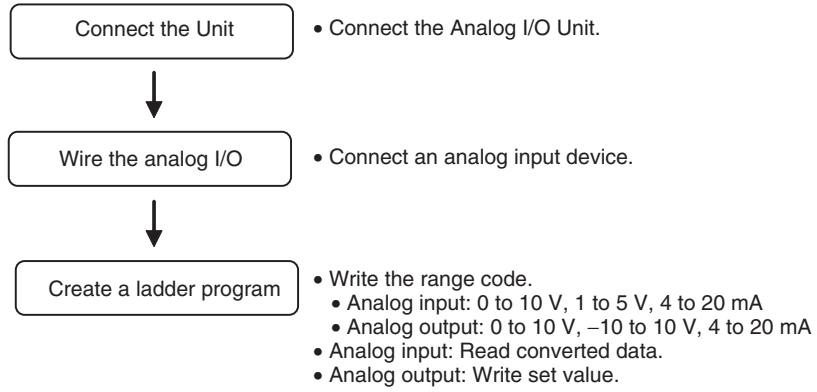 Connect the Unit
• Connect the Analog I/O Unit.
Wire the analog I/O
• Connect an analog input device.
Create a ladder program
• Write the range code.
• Analog input: 0 to 10 V, 1 to 5 V, 4 to 20 mA
• Analog output: 0 to 10 V, −10 to 10 V, 4 to 20 mA
• Analog input: Read converted data.
• Analog output: Write set value.